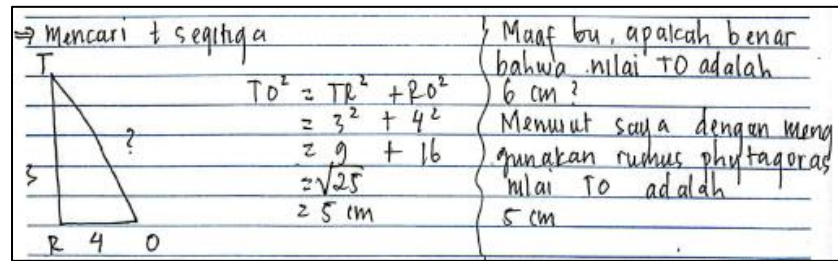 ⇒ Mencari t segitiga
T
3
?
R 4 O
TO² = TR² + RO²
= 3² + 4²
= 9 + 16
= √25
= 5 cm
Maaf bu, apakah benar
bahwa nilai TO adalah
6 cm?
Menurut saya dengan meng
gunakan rumus phytagoras
nilai TO adalah
5 cm